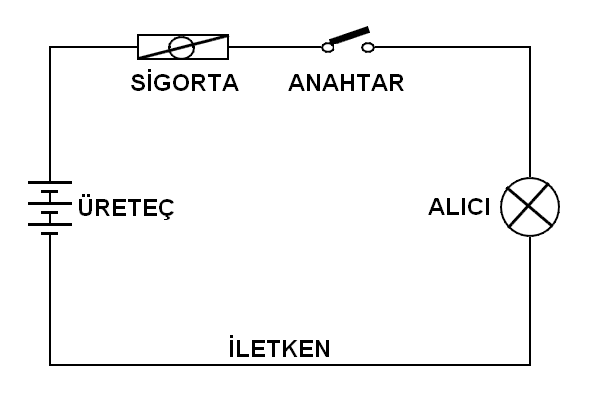 SİGORTA
ANAHTAR
ÜRETEÇ
ALICI
İLETKEN